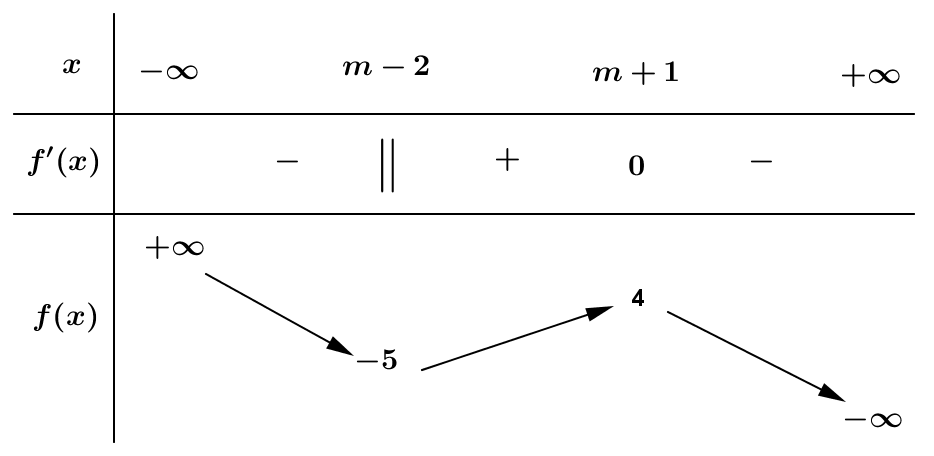 x −∞ m − 2 m + 1 +∞
f′(x) − || + 0 −
+∞
4
f(x)
−5
−∞